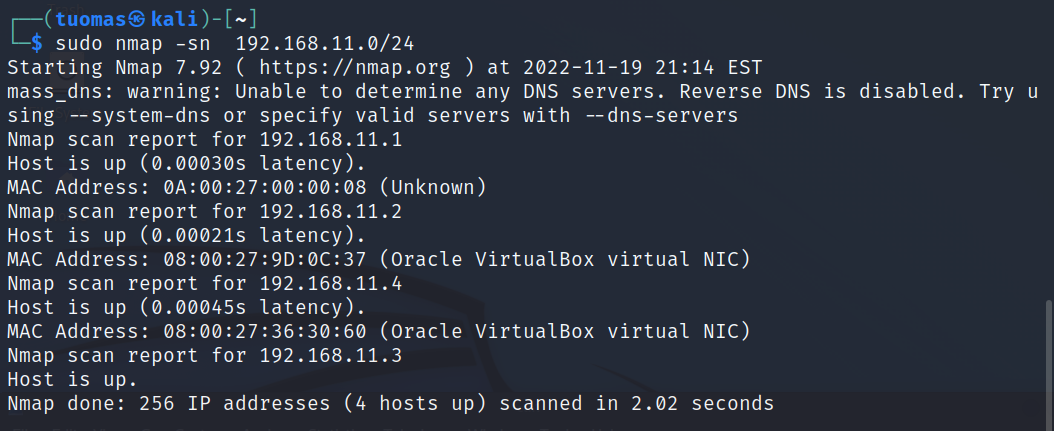 ┌──(tuomas㉿kali)-[~]
└─$ sudo nmap -sn  192.168.11.0/24
Starting Nmap 7.92 ( https://nmap.org ) at 2022-11-19 21:14 EST
mass_dns: warning: Unable to determine any DNS servers. Reverse DNS is disabled. Try u
sing --system-dns or specify valid servers with --dns-servers
Nmap scan report for 192.168.11.1
Host is up (0.00030s latency).
MAC Address: 0A:00:27:00:00:08 (Unknown)
Nmap scan report for 192.168.11.2
Host is up (0.00021s latency).
MAC Address: 08:00:27:9D:0C:37 (Oracle VirtualBox virtual NIC)
Nmap scan report for 192.168.11.4
Host is up (0.00045s latency).
MAC Address: 08:00:27:36:30:60 (Oracle VirtualBox virtual NIC)
Nmap scan report for 192.168.11.3
Host is up.
Nmap done: 256 IP addresses (4 hosts up) scanned in 2.02 seconds